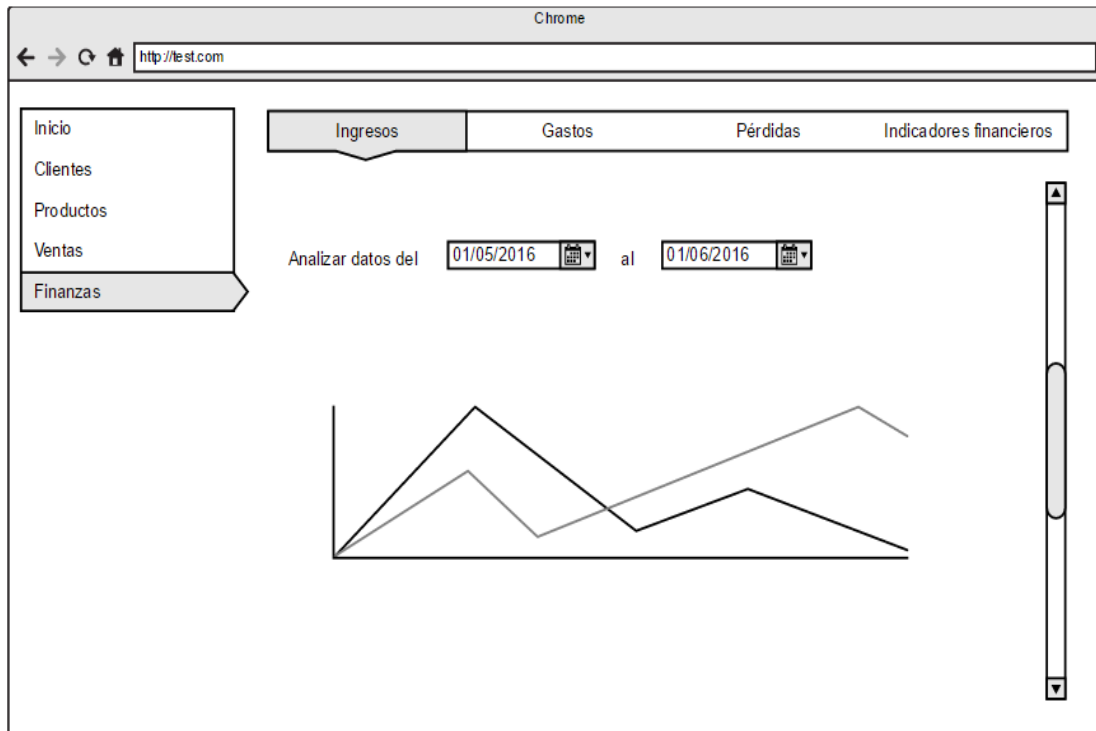 Chrome
http://test.com
Inicio
Clientes
Productos
Ventas
Finanzas
Ingresos Gastos Pérdidas Indicadores financieros
Analizar datos del 01/05/2016 al 01/06/2016